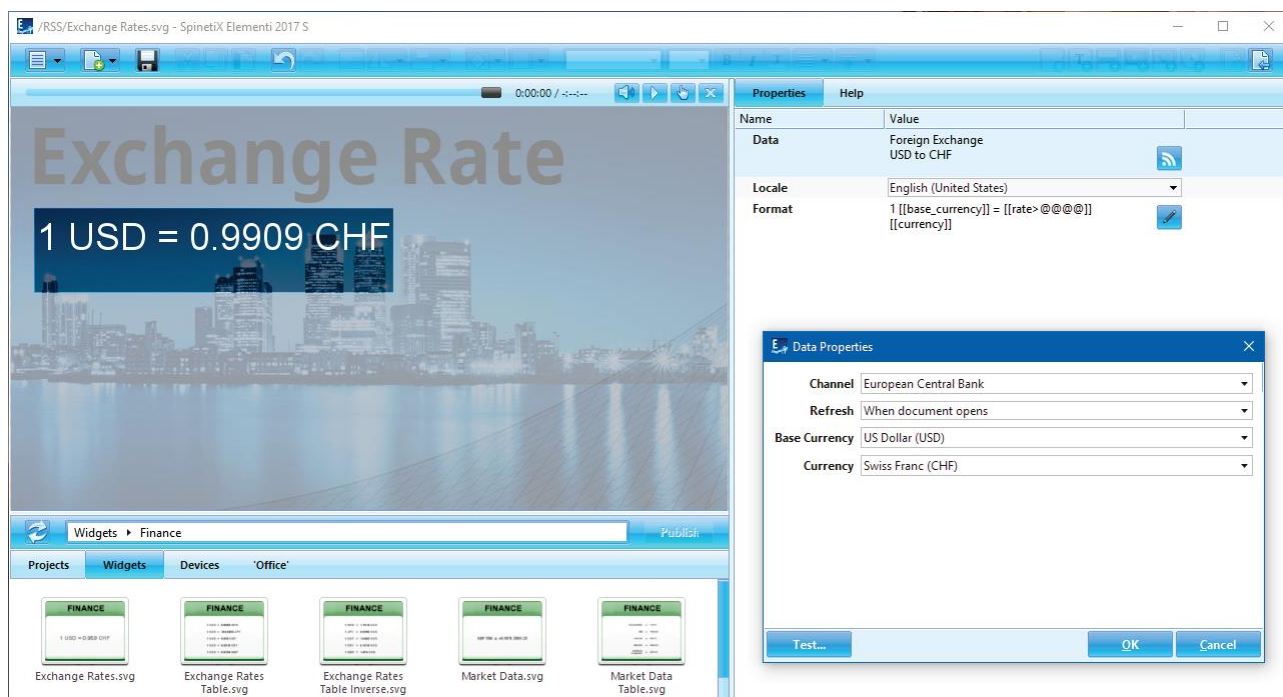 /RSS/Exchange Rates.svg - SpinetiX Elementi 2017 S
B I T
0:00:00 / -:--:--
Properties Help
Name Value
Data Foreign Exchange
USD to CHF
Locale English (United States)
Format 1 [[base_currency]] = [[rate>@@@@]]
[[currency]]
Exchange Rate
1 USD = 0.9909 CHF
Data Properties
Channel European Central Bank
Refresh When document opens
Base Currency US Dollar (USD)
Currency Swiss Franc (CHF)
Test... OK Cancel
Widgets Finance
Publish
Projects Widgets Devices 'Office'
FINANCE FINANCE FINANCE FINANCE FINANCE
Exchange Rates.svg Exchange Rates Exchange Rates Market Data.svg Market Data
Table.svg Table Inverse.svg Table.svg